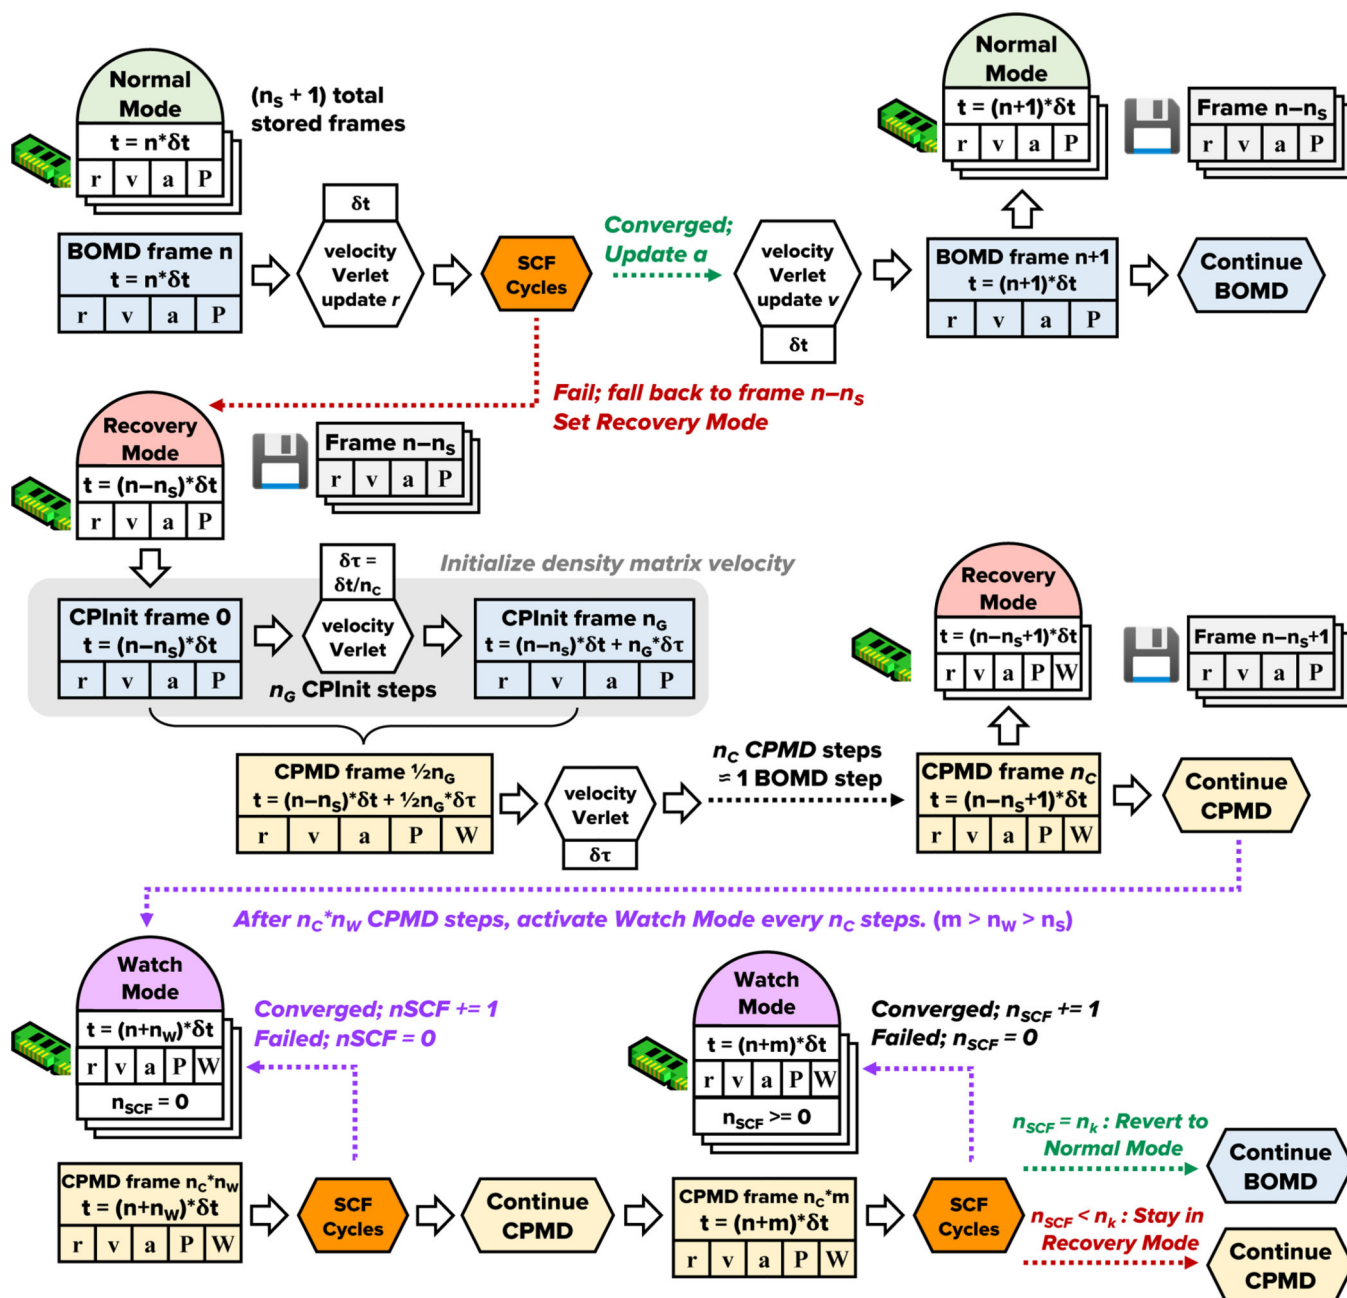 Normal
Mode
t = n*δt
r v a P
(nS + 1) total
stored frames
BOMD frame n
t = n*δt
r v a P
δt
velocity
Verlet
update r
SCF
Cycles
Converged;
Update a
velocity
Verlet
update v
δt
Normal
Mode
t = (n+1)*δt
r v a P
Frame n–nS
r v a P
BOMD frame n+1
t = (n+1)*δt
r v a P
Continue
BOMD
Fail; fall back to frame n–nS
Set Recovery Mode
Recovery
Mode
t = (n–nS)*δt
r v a P
Frame n–nS
r v a P
Initialize density matrix velocity
CPInit frame 0
t = (n–nS)*δt
r v a P
δτ =
δt/nC
velocity
Verlet
nG CPInit steps
CPInit frame nG
t = (n–nS)*δt + nG*δτ
r v a P
CPMD frame ½nG
t = (n–nS)*δt + ½nG*δτ
r v a P W
velocity
Verlet
δτ
nC CPMD steps
≈ 1 BOMD step
Recovery
Mode
t = (n–nS+1)*δt
r v a P W
Frame n–nS+1
r v a P
CPMD frame nC
t = (n–nS+1)*δt
r v a P W
Continue
CPMD
After nC*nW CPMD steps, activate Watch Mode every nC steps. (m > nW > nS)
Watch
Mode
t = (n+nW)*δt
r v a P W
nSCF = 0
Converged; nSCF += 1
Failed; nSCF = 0
CPMD frame nC*nW
t = (n+nW)*δt
r v a P W
SCF
Cycles
Continue
CPMD
Watch
Mode
t = (n+m)*δt
r v a P W
nSCF >= 0
Converged; nSCF += 1
Failed; nSCF = 0
CPMD frame nC*m
t = (n+m)*δt
r v a P W
SCF
Cycles
nSCF = nk : Revert to
Normal Mode
Continue
BOMD
nSCF < nk : Stay in
Recovery Mode
Continue
CPMD